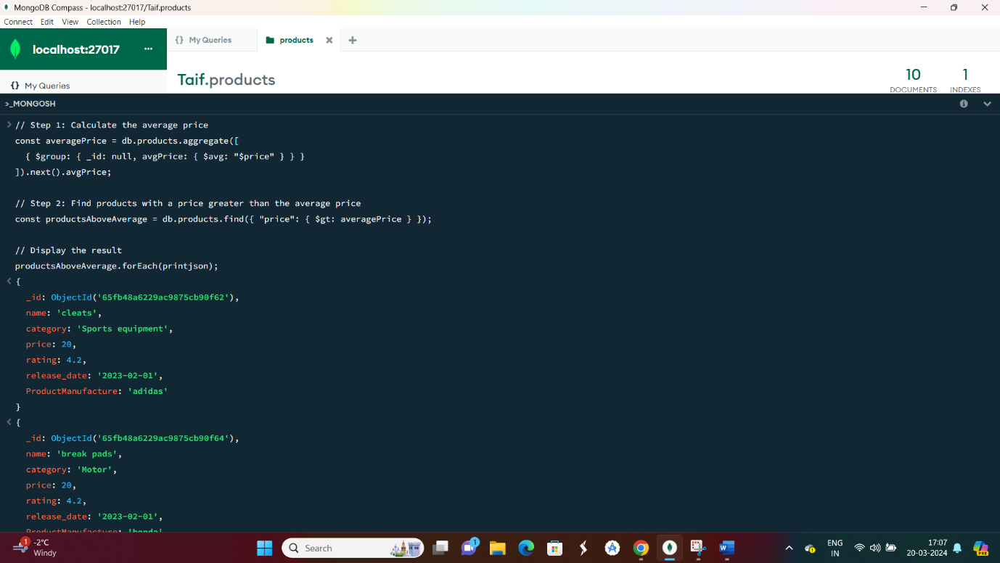 MongoDB Compass - localhost:27017/Taif.products
Connect Edit View Collection Help
localhost:27017 ...
{} My Queries
products
{} My Queries
Taif.products
10
DOCUMENTS
1
INDEXES
>_MONGOSH
// Step 1: Calculate the average price
const averagePrice = db.products.aggregate([
{ $group: { _id: null, avgPrice: { $avg: "$price" } } }
]).next().avgPrice;
// Step 2: Find products with a price greater than the average price
const productsAboveAverage = db.products.find({ "price": { $gt: averagePrice } });
// Display the result
productsAboveAverage.forEach(printjson);
{
_id: ObjectId('65fb48a6229ac9875cb90f62'),
name: 'cleats',
category: 'Sports equipment',
price: 20,
rating: 4.2,
release_date: '2023-02-01',
ProductManufacture: 'adidas'
}
{
_id: ObjectId('65fb48a6229ac9875cb90f64'),
name: 'break pads',
category: 'Motor',
price: 20,
rating: 4.2,
release_date: '2023-02-01',
ProductManufacture: 'honda'
1
-2°C
Windy
Search
1
ENG
IN
17:07
20-03-2024
PRE